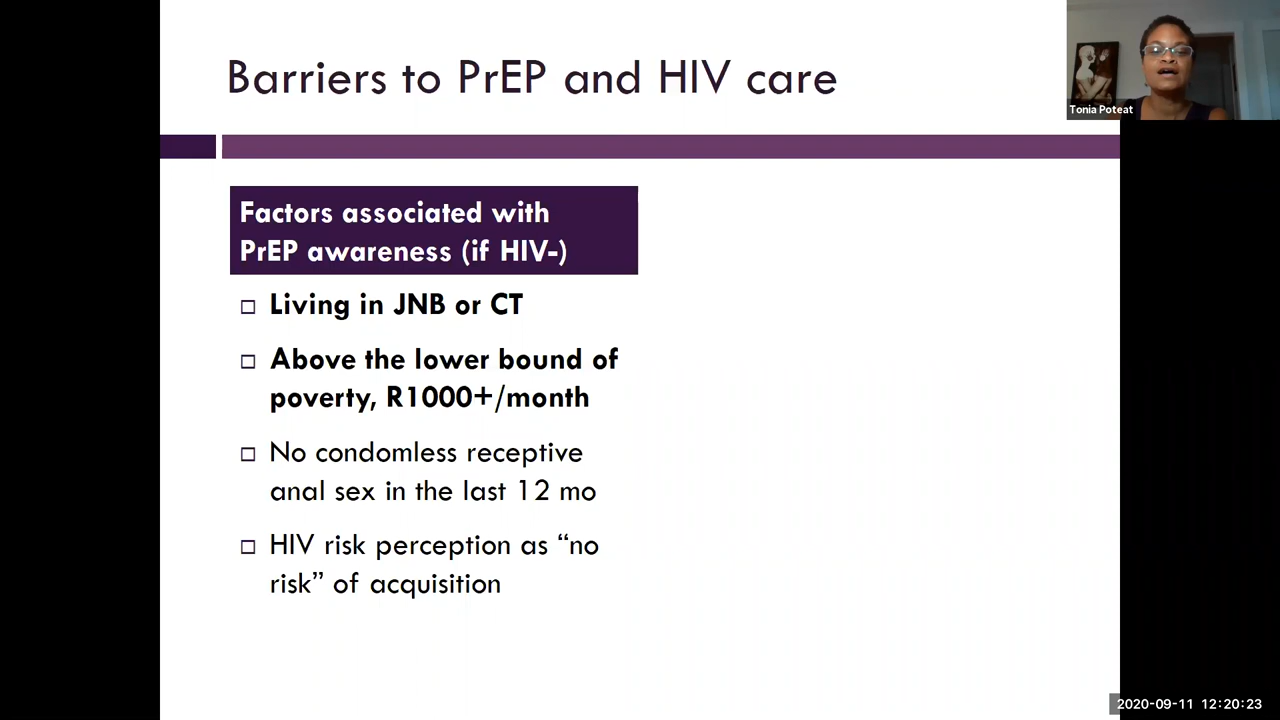 Barriers to PrEP and HIV care
Tonia Poteat
Factors associated with
PrEP awareness (if HIV-)
Living in JNB or CT
Above the lower bound of
poverty, R1000+/month
No condomless receptive
anal sex in the last 12 mo
HIV risk perception as “no
risk” of acquisition
2020-09-11 12:20:23